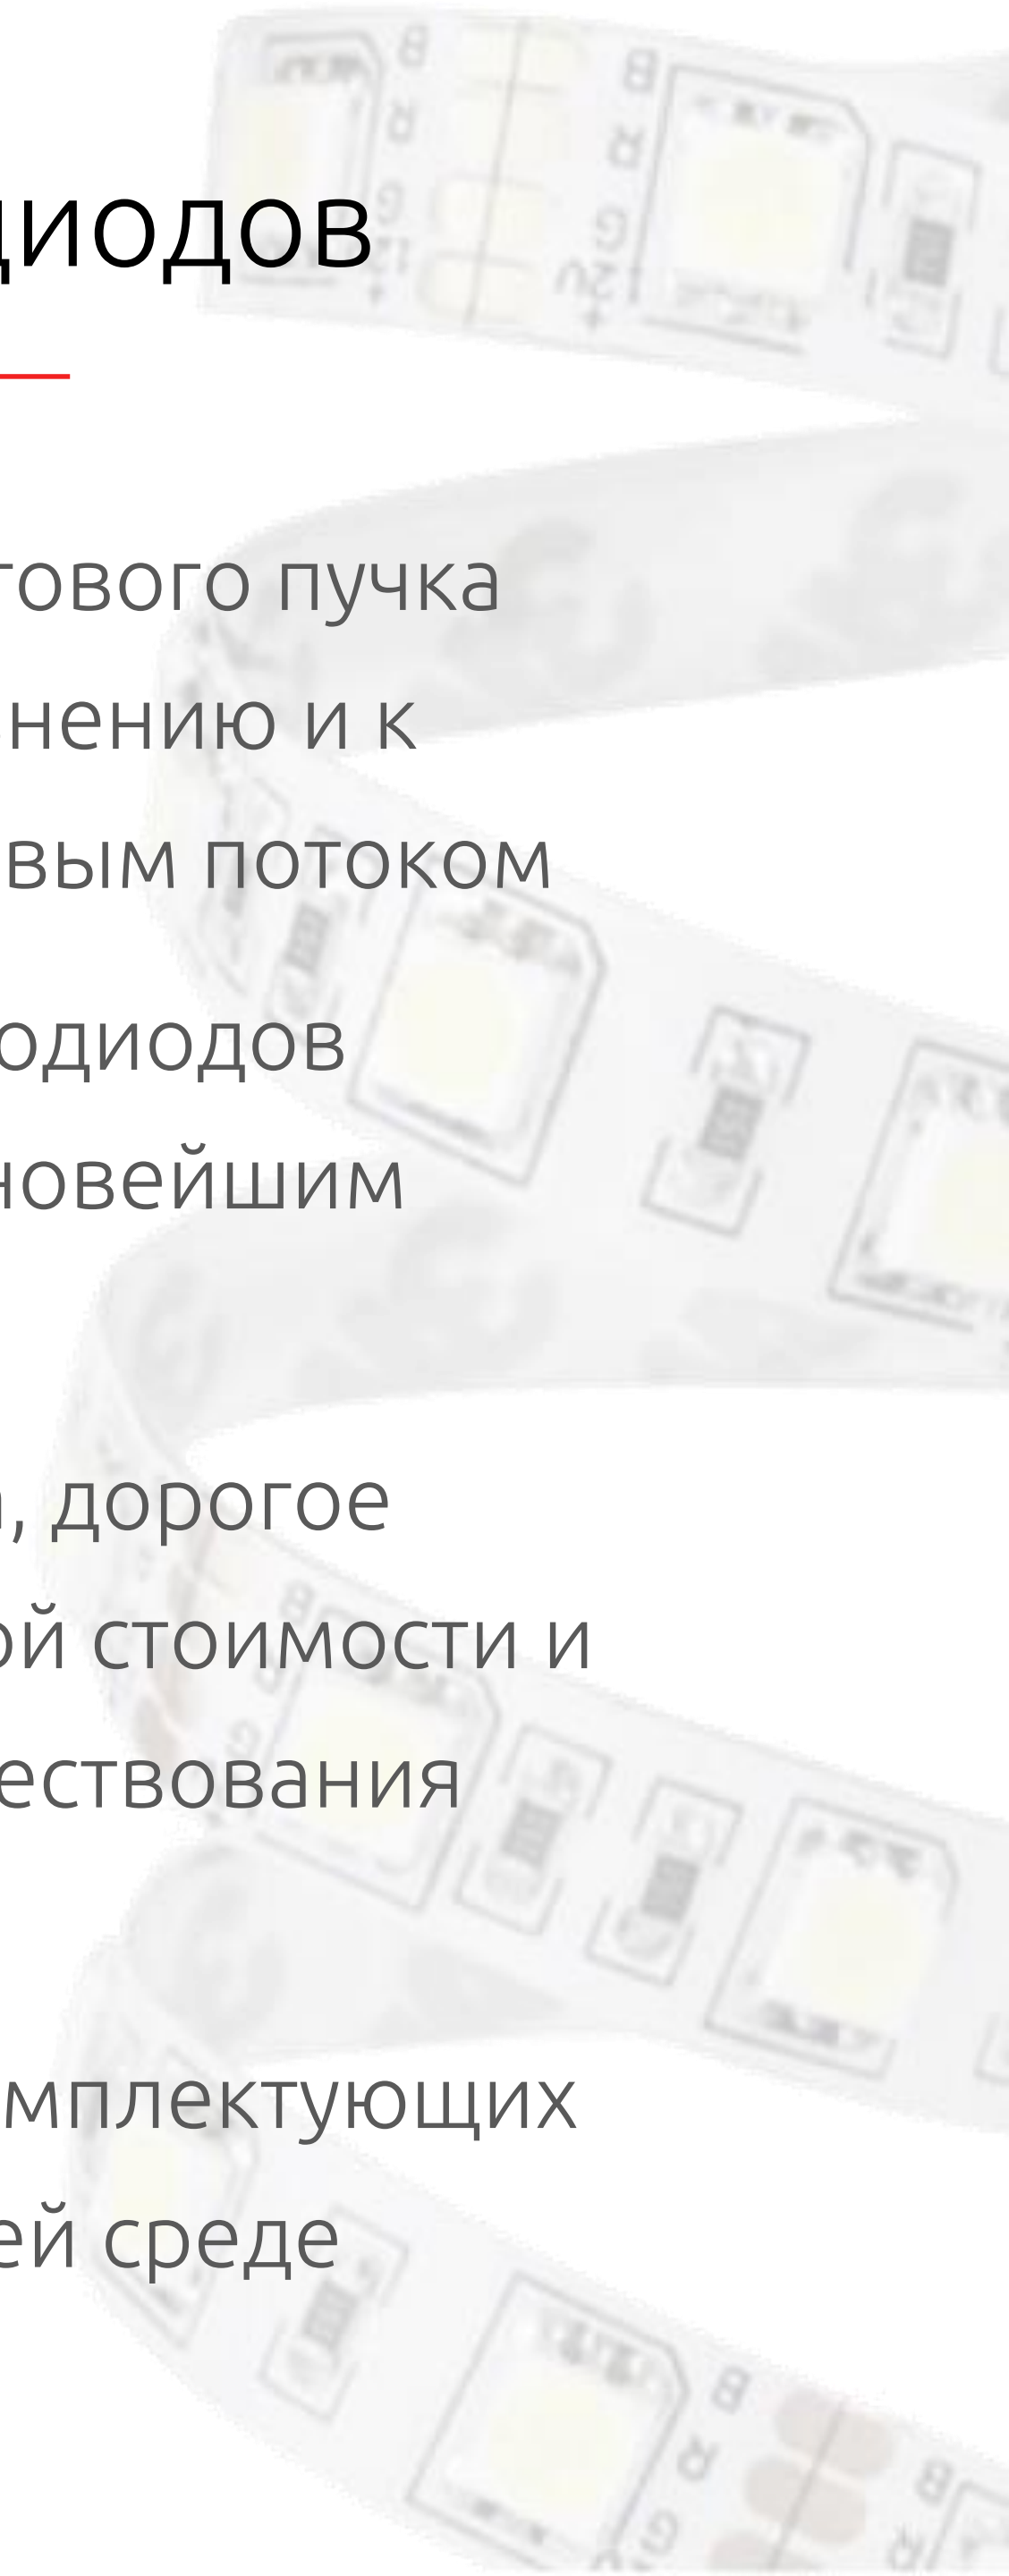 диодов
тового пучка
нению и к
вым потоком
одиодов
новейшим
, дорогое
ой стоимости и
ествования
мплектующих
ей среде